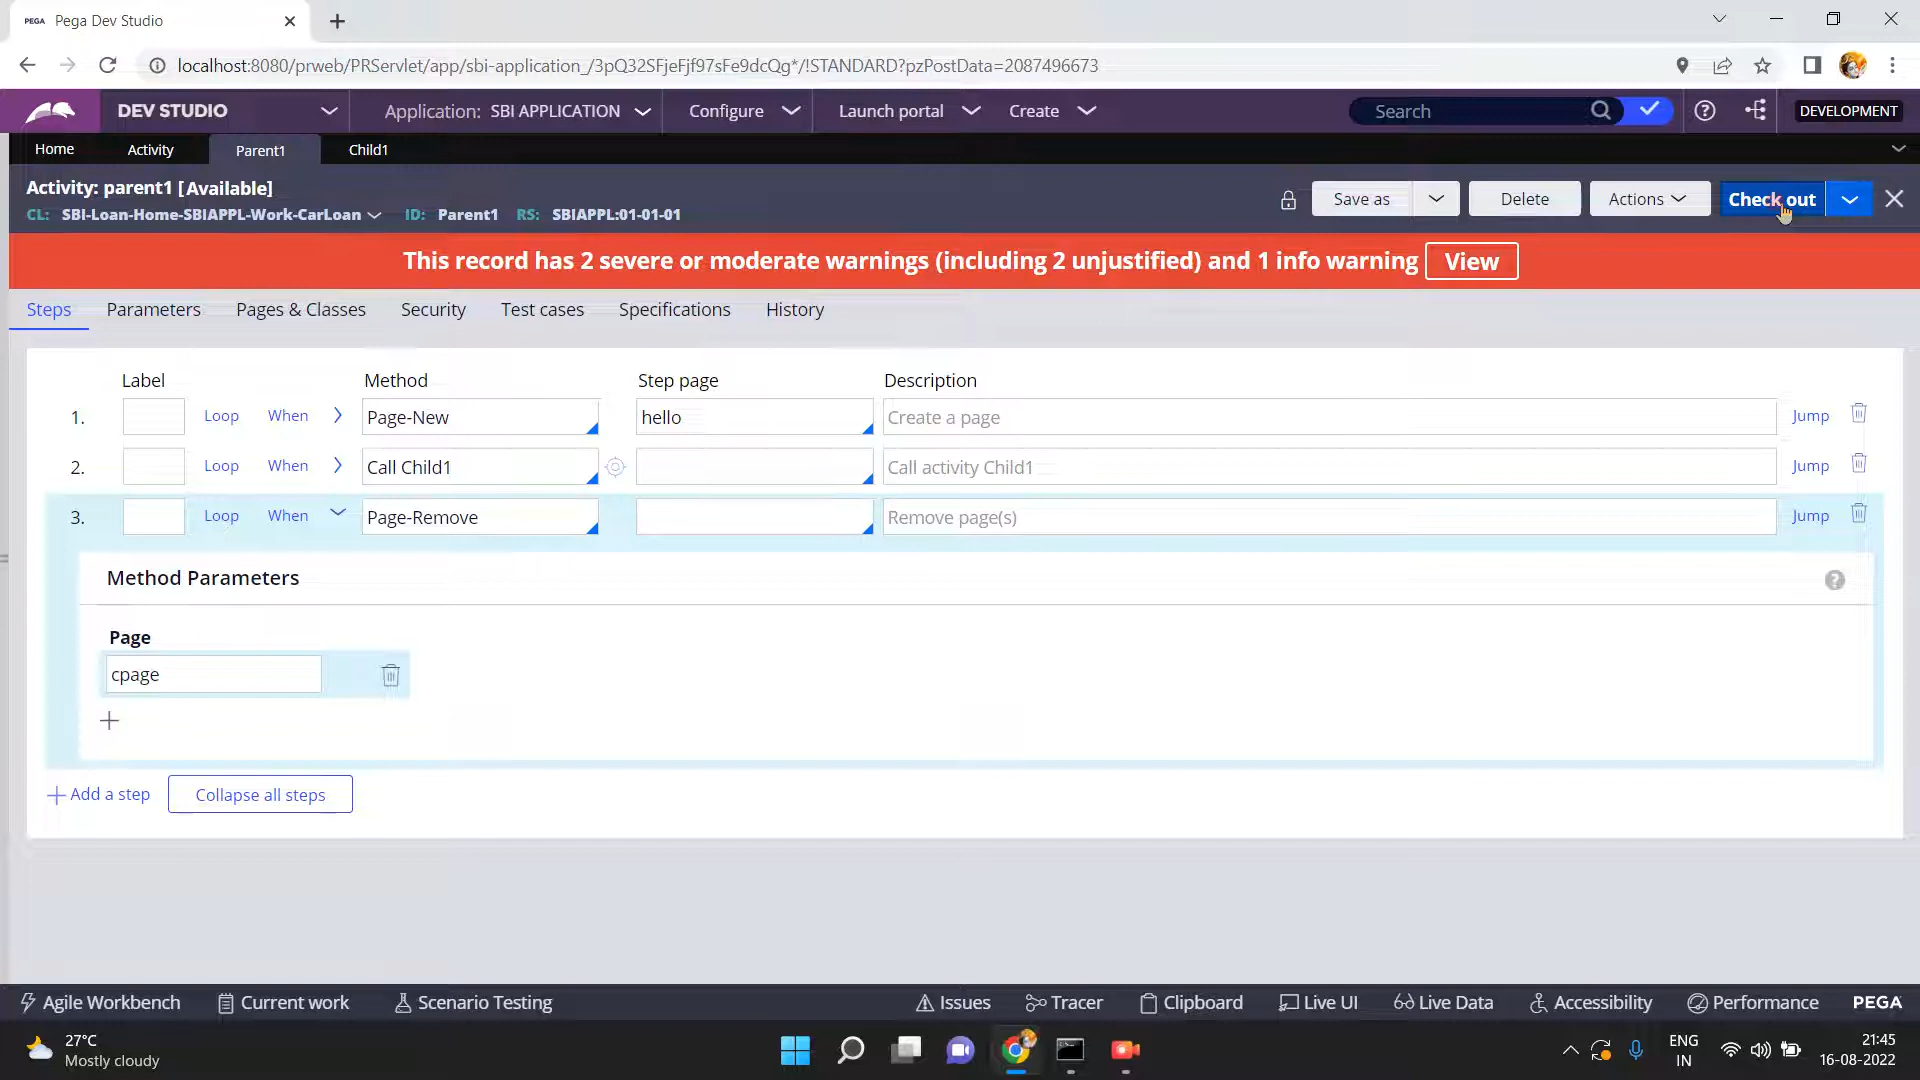 PEGA Pega Dev Studio
localhost:8080/prweb/PRServlet/app/sbi-application_/3pQ32SFjeFjf97sFe9dcQg*/!STANDARD?pzPostData=2087496673
DEV STUDIO Application: SBI APPLICATION Configure Launch portal Create Search DEVELOPMENT
Home Activity Parent1 Child1
Activity: parent1 [Available]
CL: SBI-Loan-Home-SBIAPPL-Work-CarLoan ID: Parent1 RS: SBIAPPL:01-01-01
Save as Delete Actions Check out
This record has 2 severe or moderate warnings (including 2 unjustified) and 1 info warning View
Steps Parameters Pages & Classes Security Test cases Specifications History
Label Method Step page Description
1. Loop When Page-New hello Create a page Jump
2. Loop When Call Child1 Call activity Child1 Jump
3. Loop When Page-Remove Remove page(s) Jump
Method Parameters
Page
cpage
Add a step Collapse all steps
Agile Workbench Current work Scenario Testing Issues Tracer Clipboard Live UI Live Data Accessibility Performance PEGA
27°C
Mostly cloudy
ENG
IN
21:45
16-08-2022